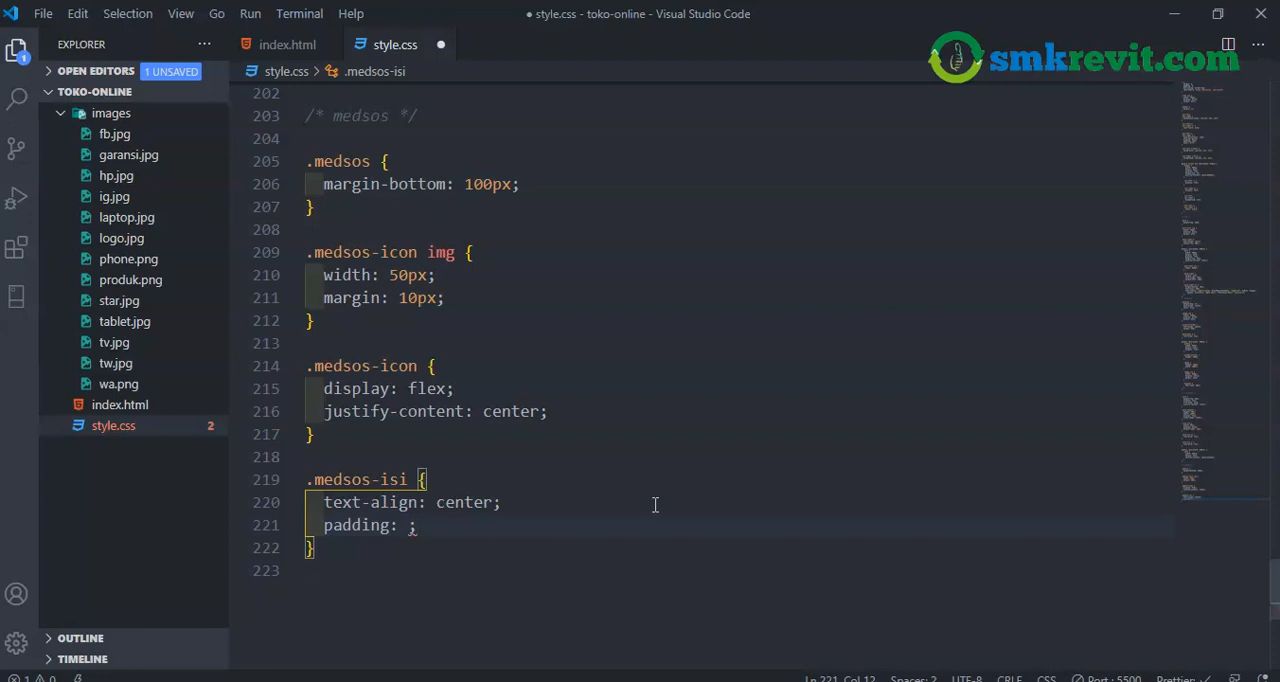 File Edit Selection View Go Run Terminal Help
● style.css - toko-online - Visual Studio Code
EXPLORER
index.html
style.css
smkrevit.com
OPEN EDITORS 1 UNSAVED
style.css > .medsos-isi
TOKO-ONLINE
images
fb.jpg
garansi.jpg
hp.jpg
ig.jpg
laptop.jpg
logo.jpg
phone.png
produk.png
star.jpg
tablet.jpg
tv.jpg
tw.jpg
wa.png
index.html
style.css 2
OUTLINE
TIMELINE
1
202
203 /* medsos */
204
205 .medsos {
206 margin-bottom: 100px;
207 }
208
209 .medsos-icon img {
210 width: 50px;
211 margin: 10px;
212 }
213
214 .medsos-icon {
215 display: flex;
216 justify-content: center;
217 }
218
219 .medsos-isi {
220 text-align: center;
221 padding: ;
222 }
223
1 0 Ln 221, Col 12 Spaces: 2 UTF-8 CRLF CSS Port : 5500 Prettier